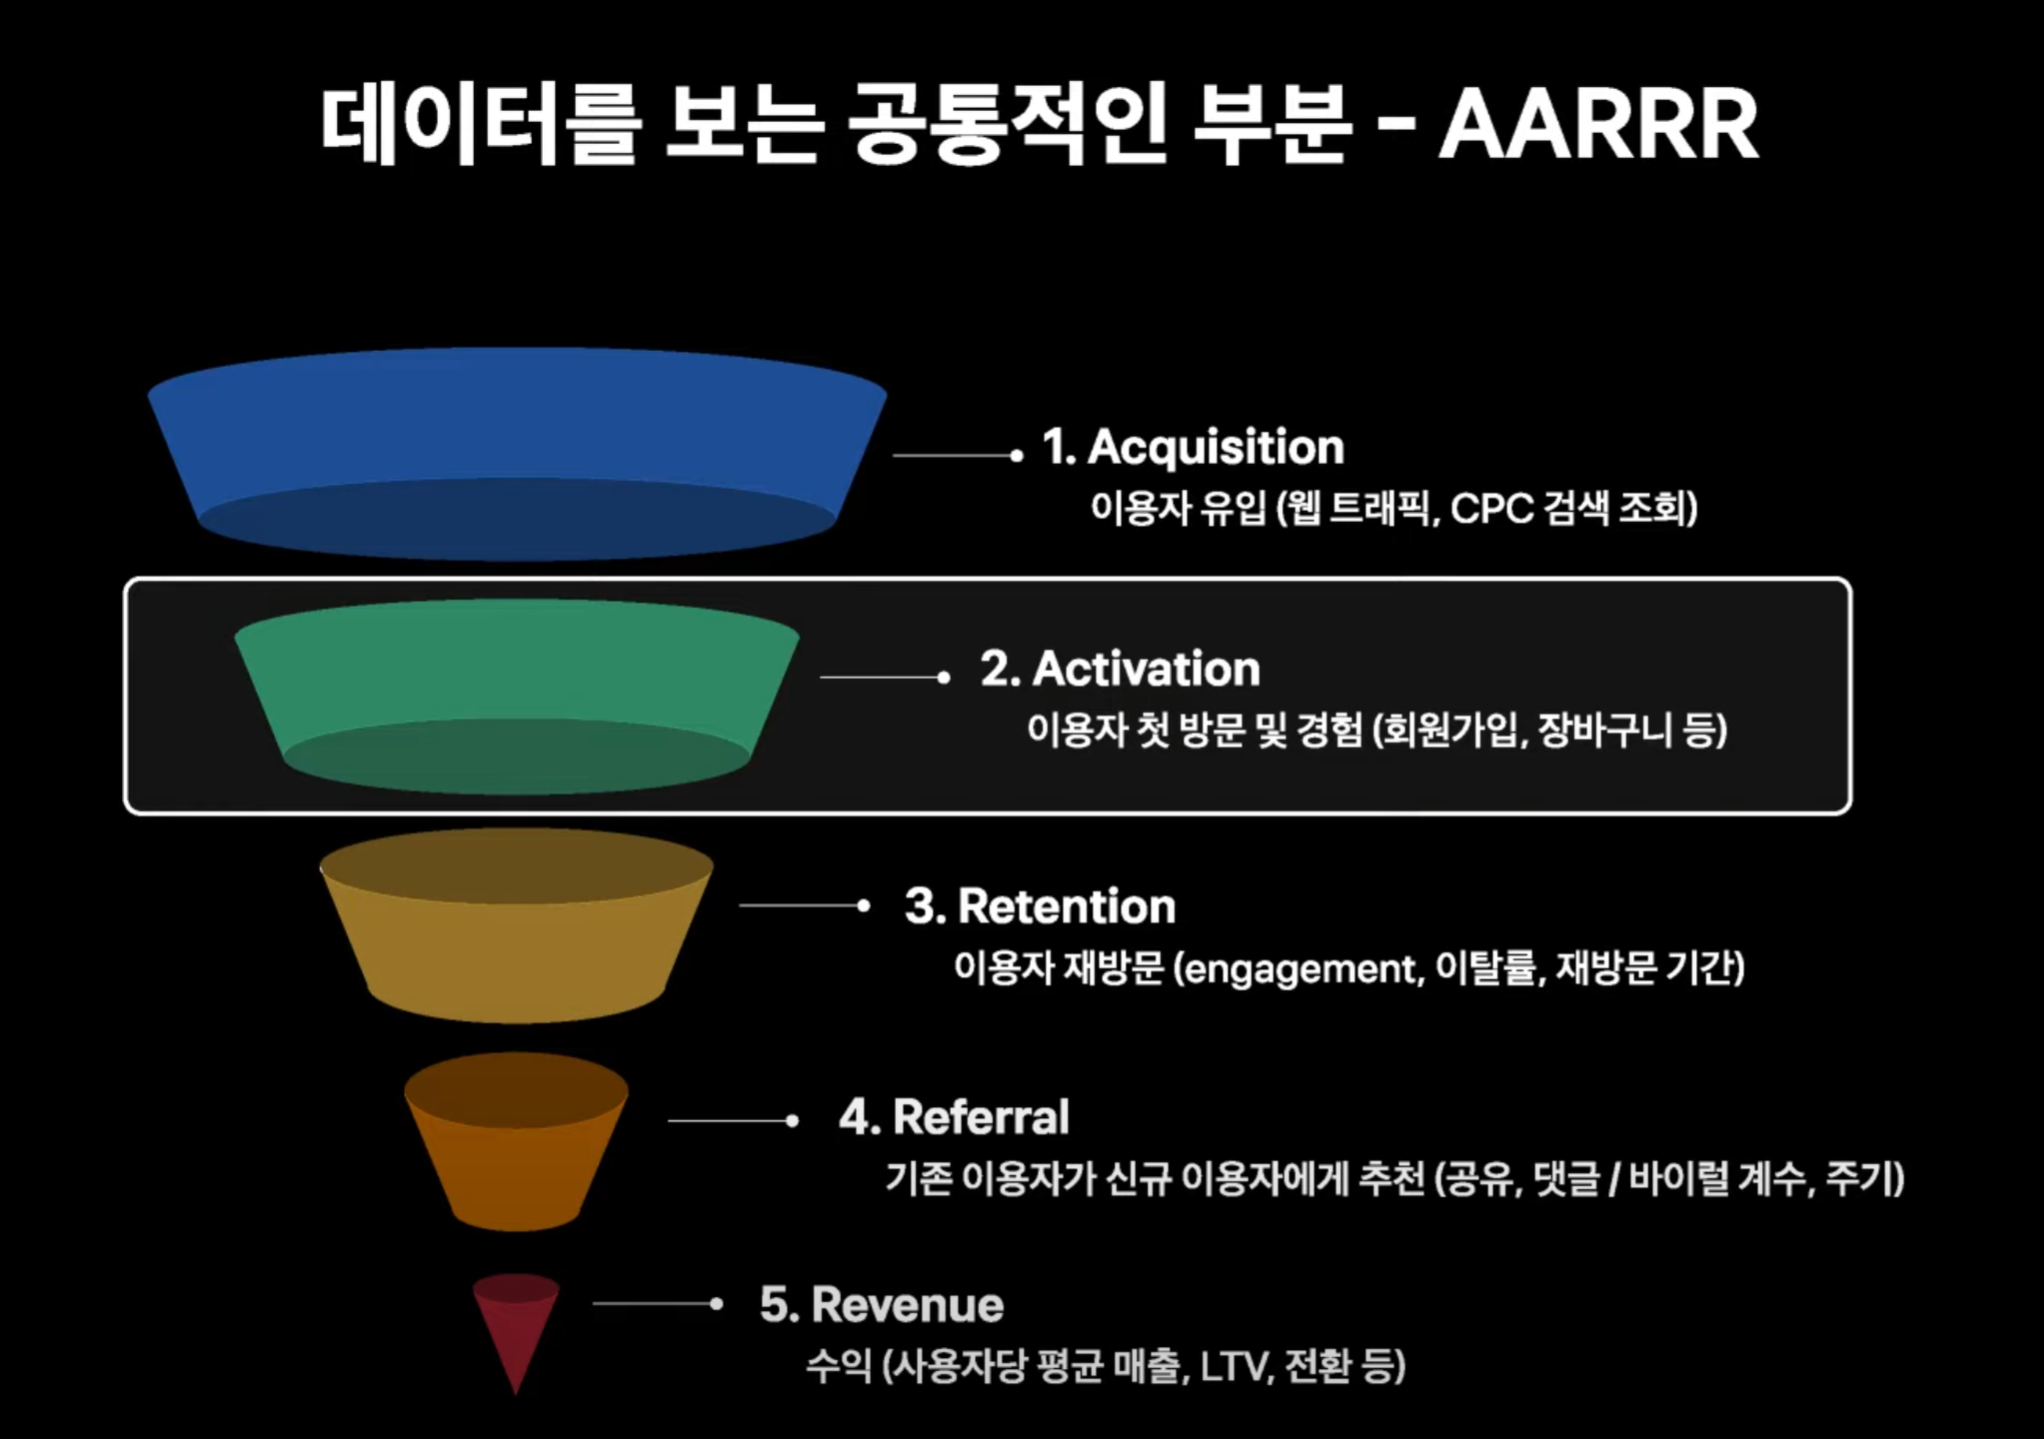 데이터를 보는 공통적인 부분 - AARRR
1. Acquisition
이용자 유입 (웹 트래픽, CPC 검색 조회)
2. Activation
이용자 첫 방문 및 경험 (회원가입, 장바구니 등)
3. Retention
이용자 재방문 (engagement, 이탈률, 재방문 기간)
4. Referral
기존 이용자가 신규 이용자에게 추천 (공유, 댓글 / 바이럴 계수, 주기)
5. Revenue
수익 (사용자당 평균 매출, LTV, 전환 등)